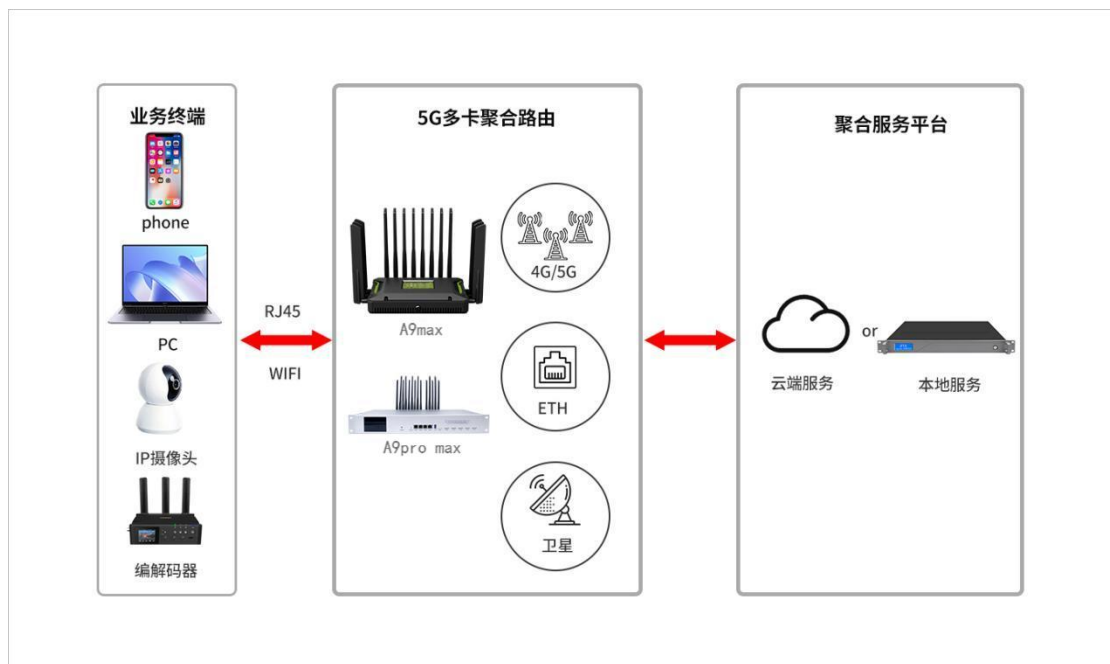 业务终端
phone
PC
IP摄像头
编解码器
RJ45
WIFI
5G多卡聚合路由
A9max
A9pro max
4G/5G
ETH
卫星
聚合服务平台
or
云端服务
本地服务